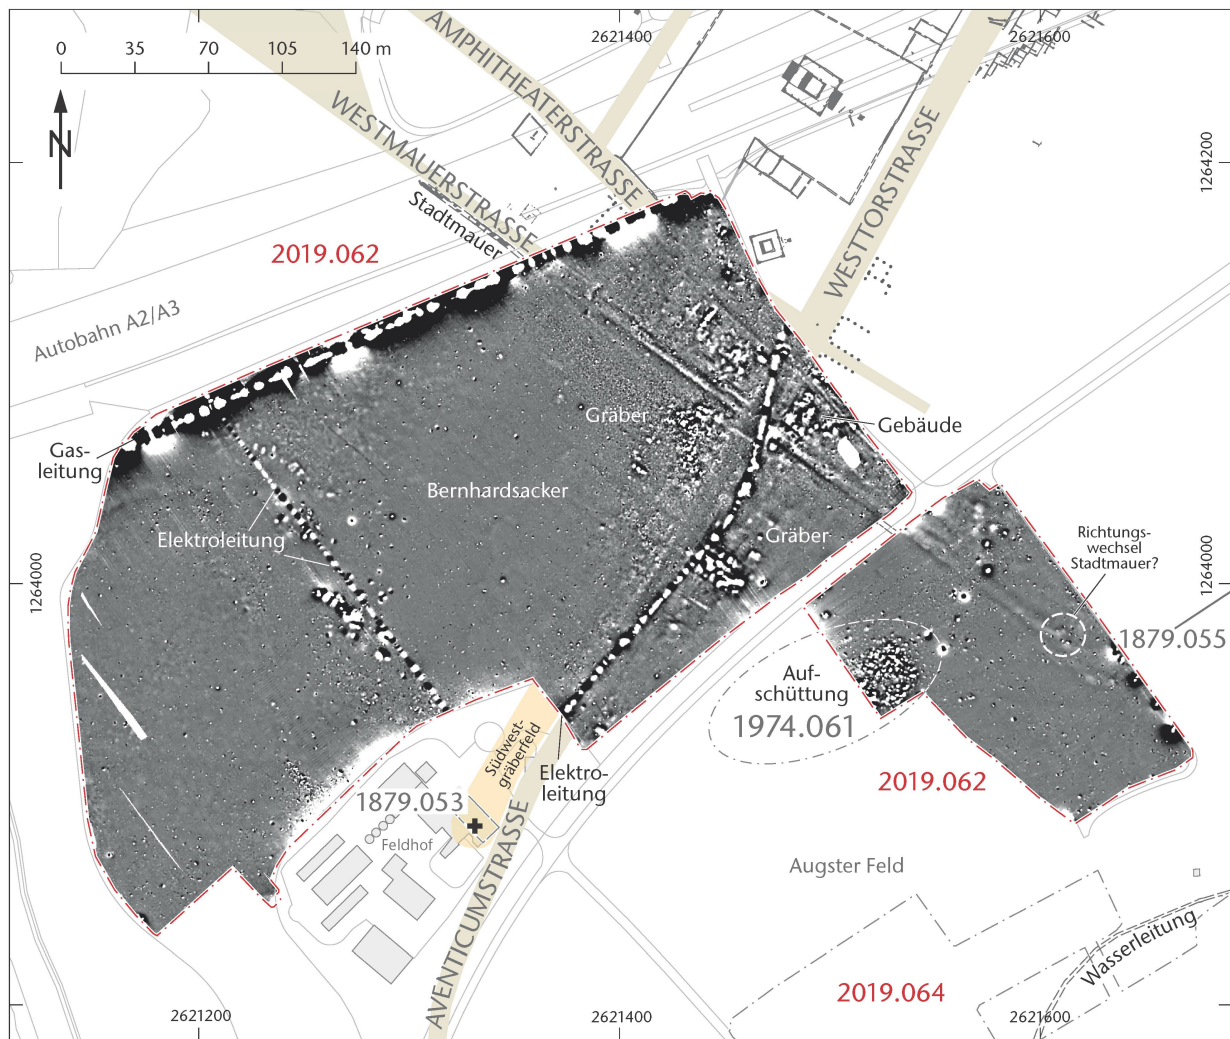 0 35 70 105 140 m
N
2621400
2621600
AMPHITHEATERSTRASSE
WESTMAUERSTRASSE
Stadtmauer
WESTTORSTRASSE
1264200
1264200
2019.062
Autobahn A2/A3
Gas-
leitung
Gräber
Gebäude
Bernhardsacker
Elektroleitung
Gräber
Richtungs-
wechsel
Stadtmauer?
1264000
1264000
1879.055
Auf-
schüttung
1974.061
Südwest-
gräberfeld
Elektro-
leitung
2019.062
1879.053
Feldhof
AVENTICUMSTRASSE
Augster Feld
Wasserleitung
2019.064
2621200
2621400
2621600